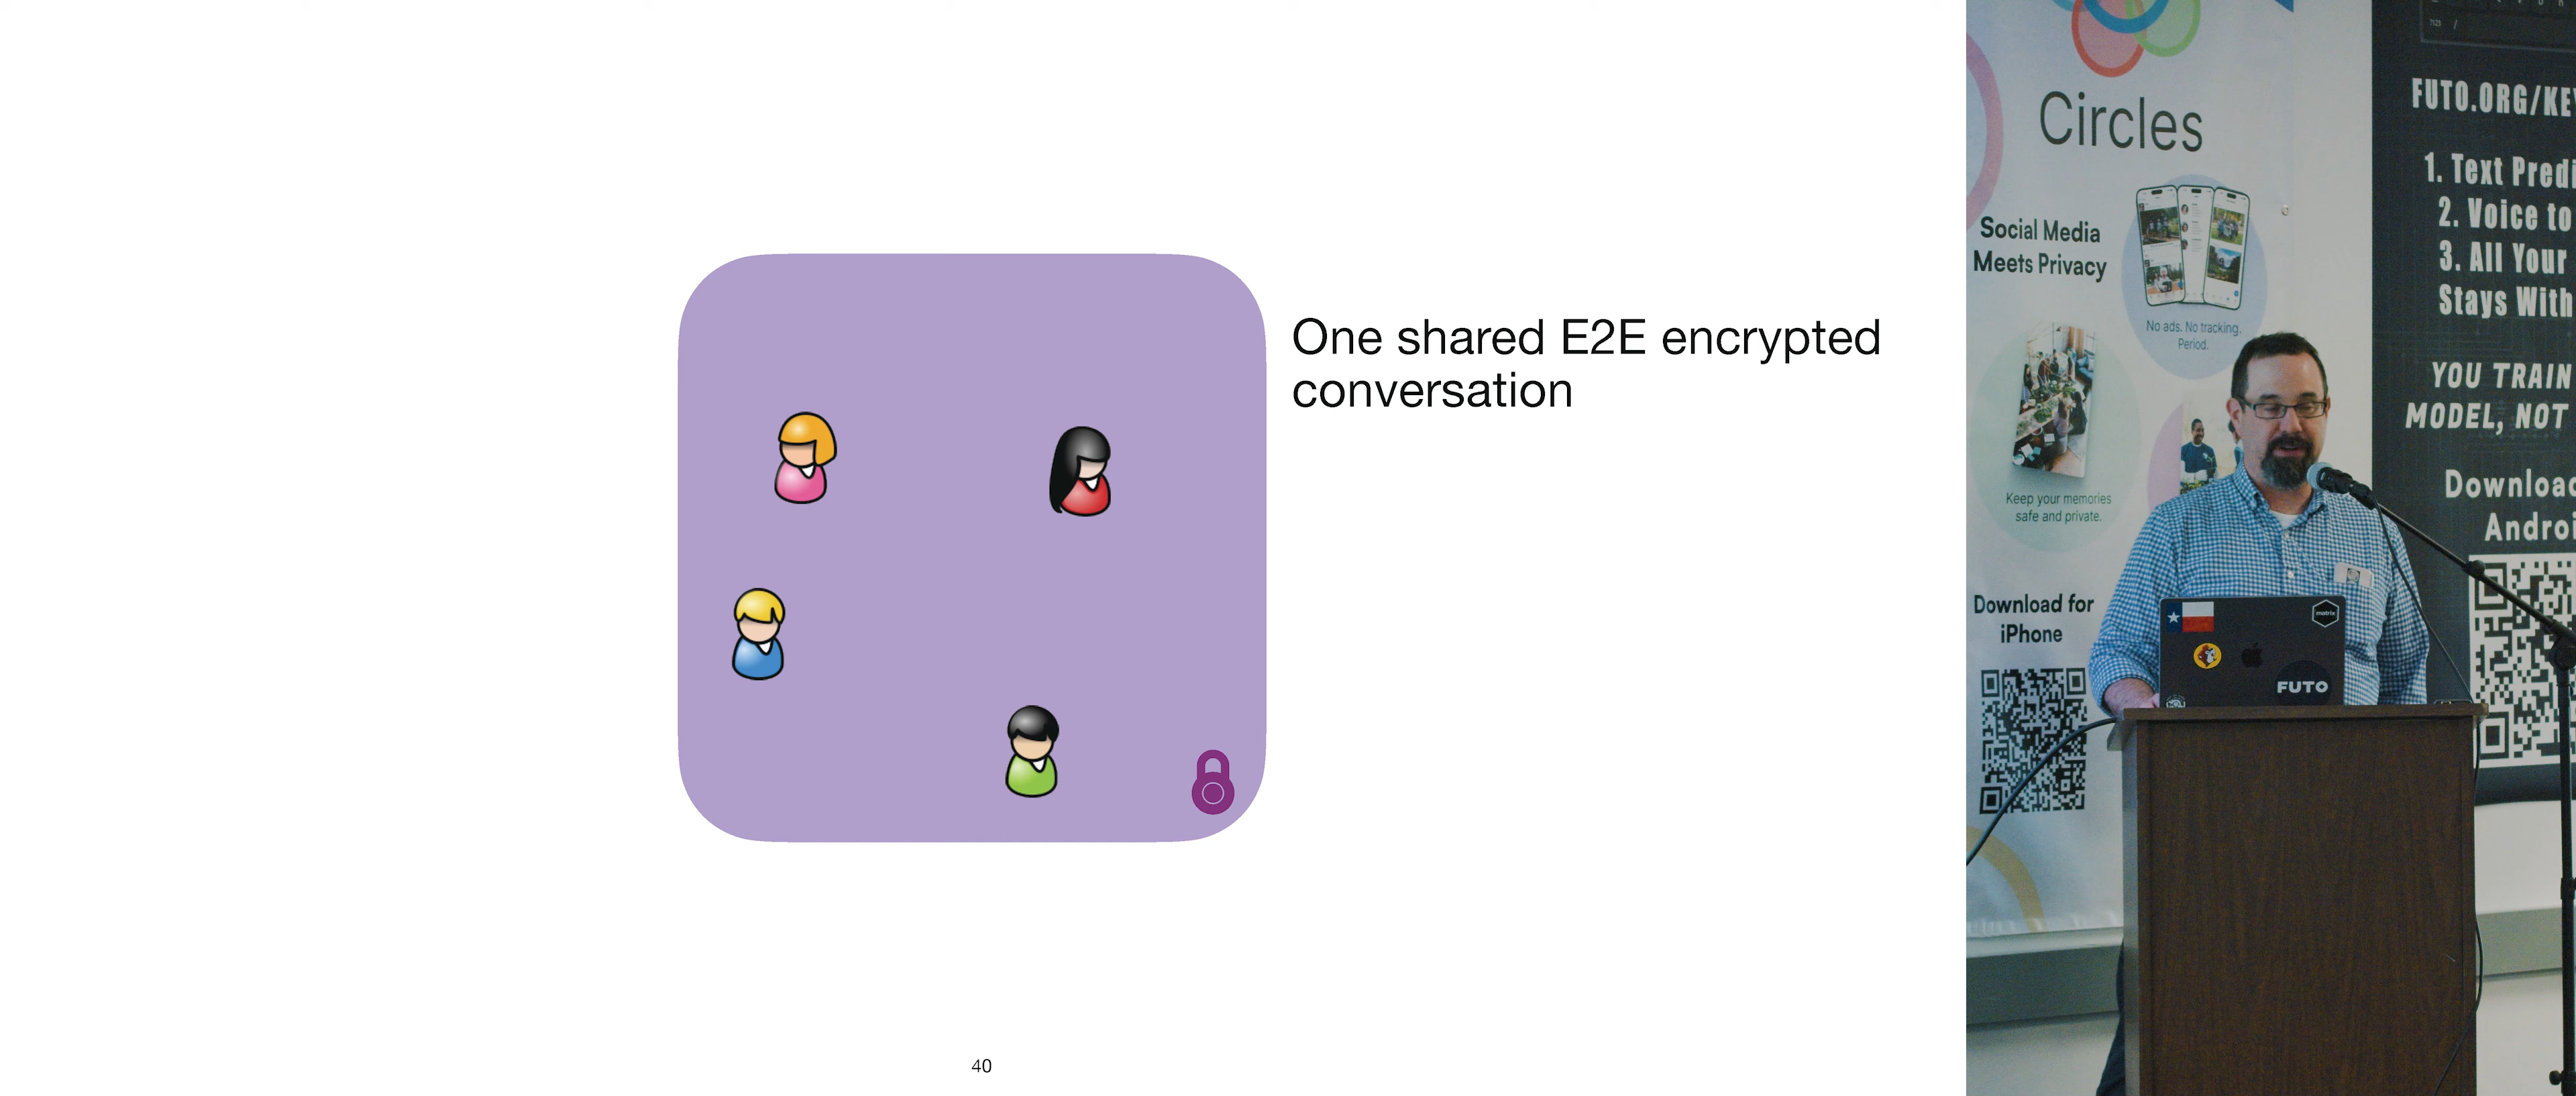 One shared E2E encrypted
conversation
40
Circles
Social Media
Meets Privacy
No ads. No tracking.
Period.
Keep your memories
safe and private.
Download for
iPhone
FUTO.ORG/KE
1. Text Predi
2. Voice to
3. All Your
Stays With
YOU TRAIN
MODEL, NOT
Download
Androi
matrix
FUTO